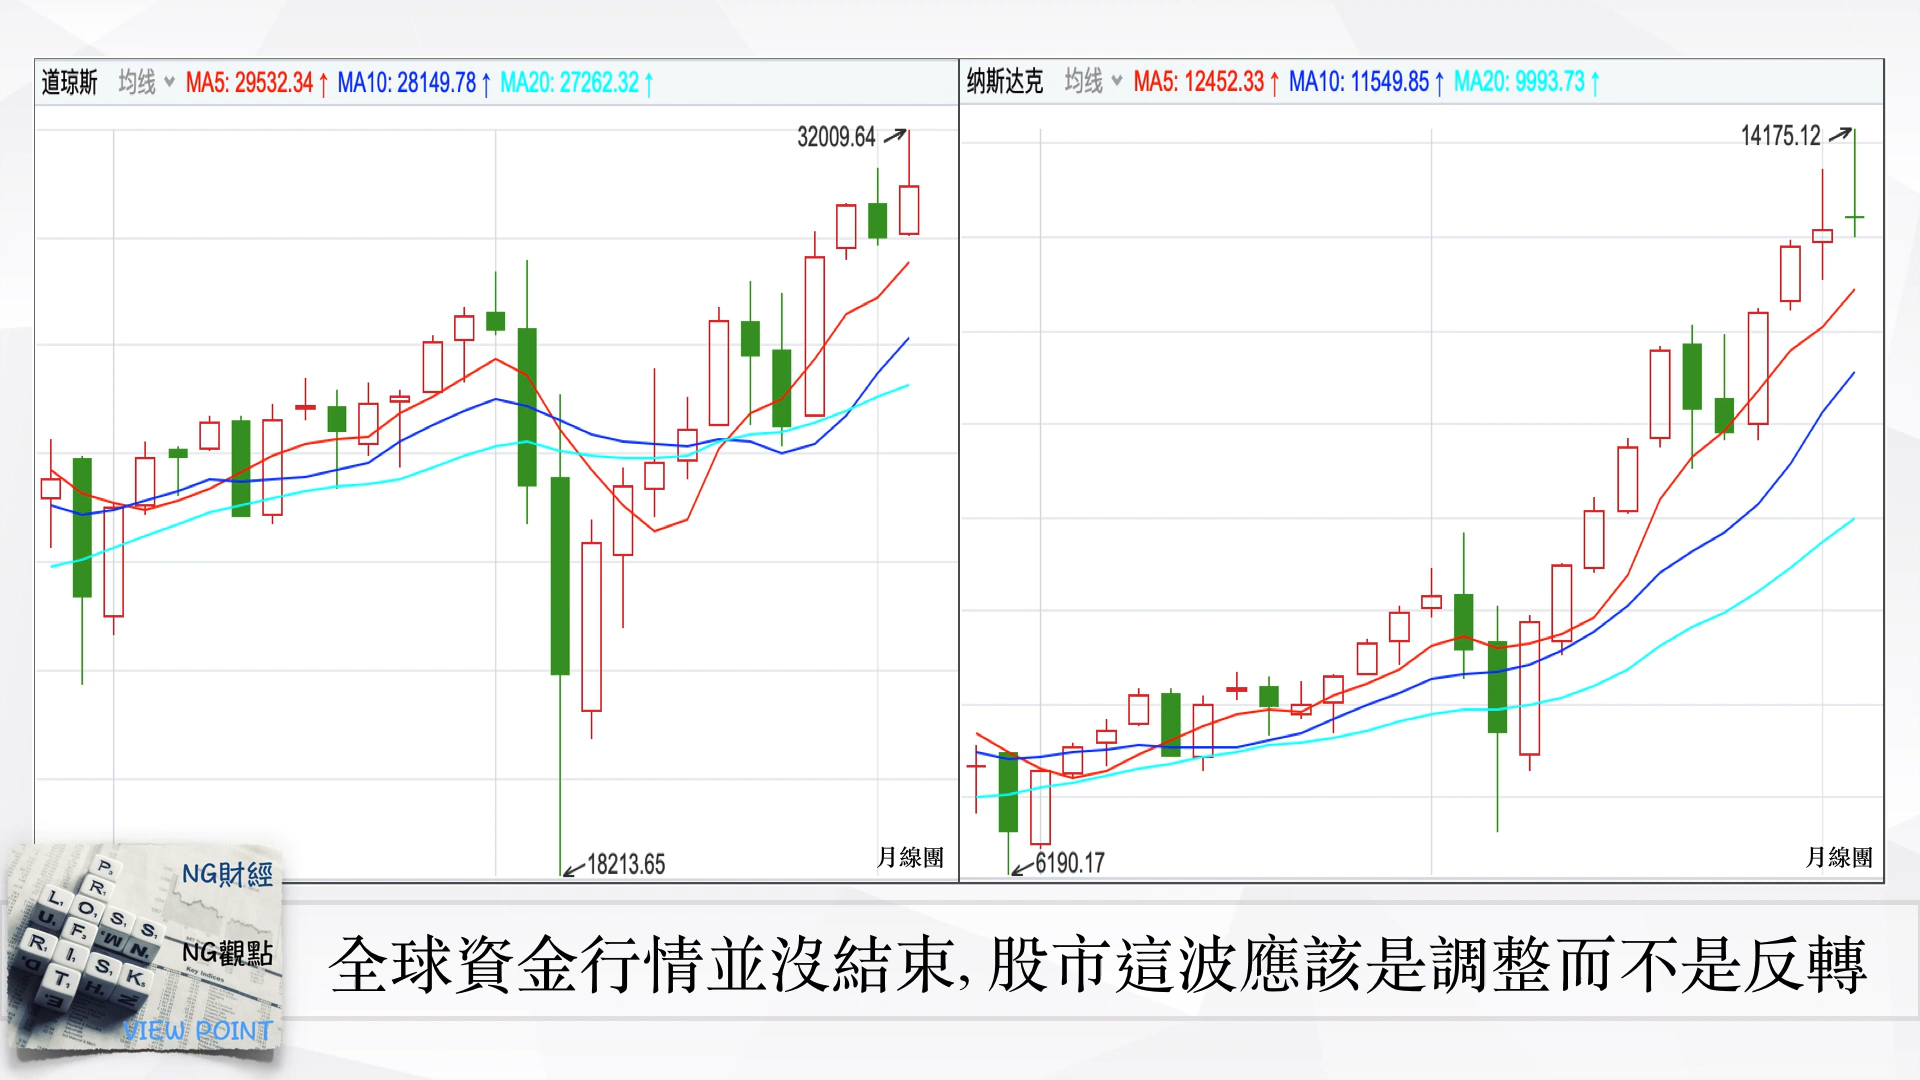 道琼斯 均线 MA5: 29532.34↑ MA10: 28149.78↑ MA20: 27262.32↑
32009.64
18213.65
月線團
纳斯达克 均线 MA5: 12452.33↑ MA10: 11549.85↑ MA20: 9993.73↑
14175.12
6190.17
月線團
NG財經
NG觀點
VIEW POINT
全球資金行情並沒結束,股市這波應該是調整而不是反轉